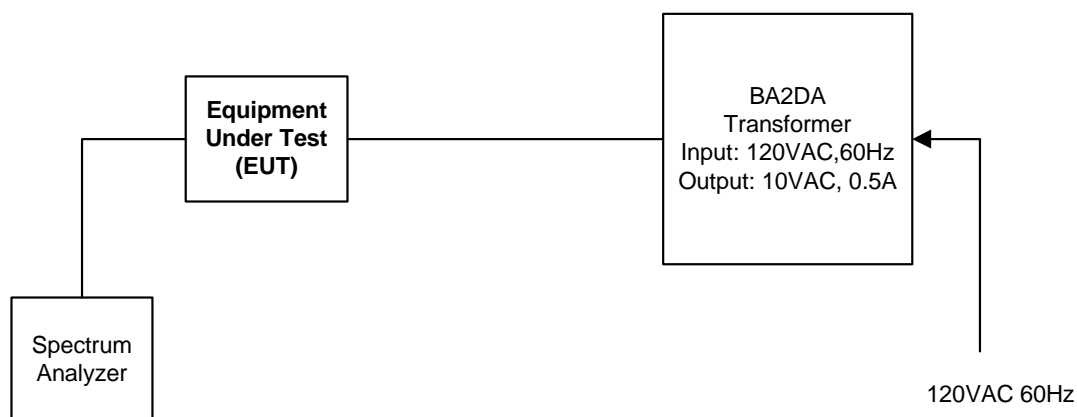 Equipment
Under Test
(EUT)
BA2DA
Transformer
Input: 120VAC,60Hz
Output: 10VAC, 0.5A
Spectrum
Analyzer
120VAC 60Hz